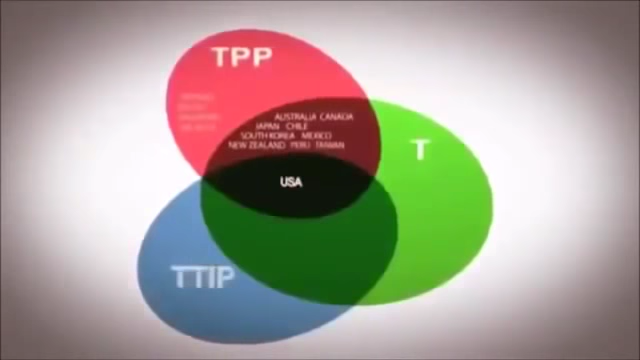 TPP
AUSTRALIA CANADA
JAPAN CHILE
SOUTH KOREA MEXICO
NEW ZEALAND PERU TAIWAN
T
USA
TTIP